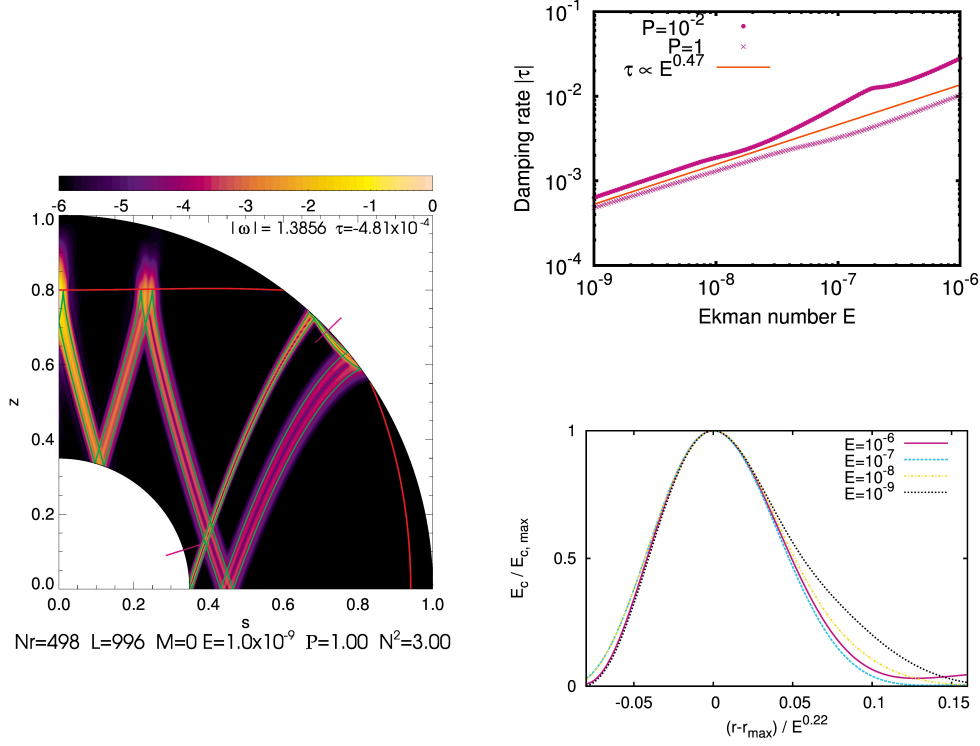 -6 -5 -4 -3 -2 -1 0
|ω| = 1.3856 τ=-4.81x10⁻⁴
1.0
0.8
0.6
z
0.4
0.2
0.0
0.0 0.2 0.4 0.6 0.8 1.0
s
Nr=498 L=996 M=0 E=1.0x10⁻⁹ P=1.00 N²=3.00
10⁻¹
P=10⁻²
P=1
τ ∝ E⁰·⁴⁷
Damping rate |τ|
10⁻²
10⁻³
10⁻⁴
10⁻⁹ 10⁻⁸ 10⁻⁷ 10⁻⁶
Ekman number E
1
E=10⁻⁶
E=10⁻⁷
E=10⁻⁸
E=10⁻⁹
E_c / E_c, max
0.5
0
-0.05 0 0.05 0.1 0.15
(r-r_max) / E⁰·²²